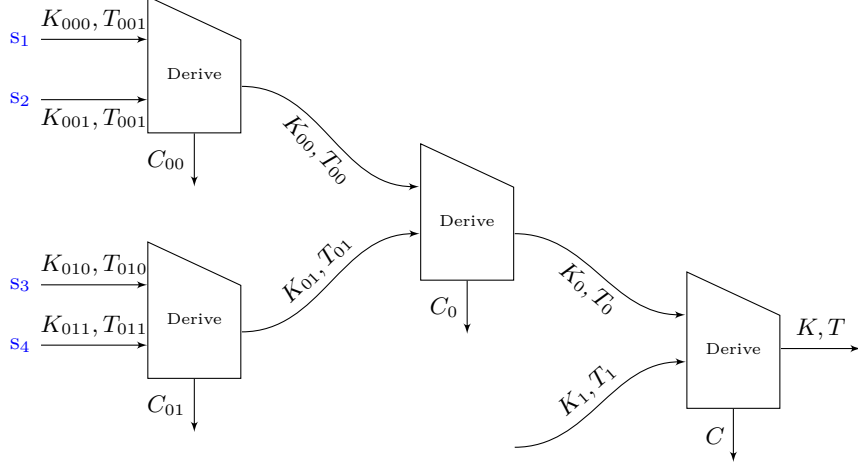 s₁ K₀₀₀, T₀₀₁
Derive
s₂ K₀₀₁, T₀₀₁
C₀₀
K₀₀, T₀₀
Derive
s₃ K₀₁₀, T₀₁₀
K₀₁, T₀₁
s₄ K₀₁₁, T₀₁₁
Derive
C₀₁
C₀
K₀, T₀
Derive
K, T
K₁, T₁
C